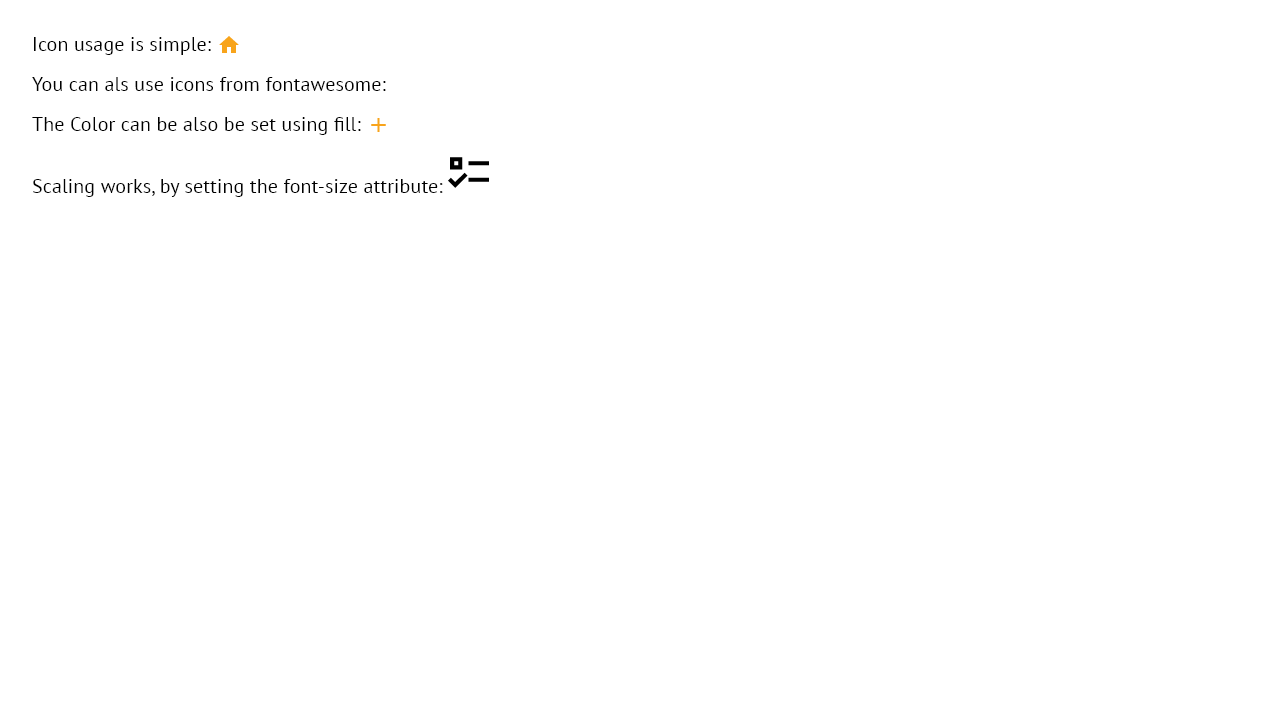 Icon usage is simple:
You can als use icons from fontawesome:
The Color can be also be set using fill:
Scaling works, by setting the font-size attribute: